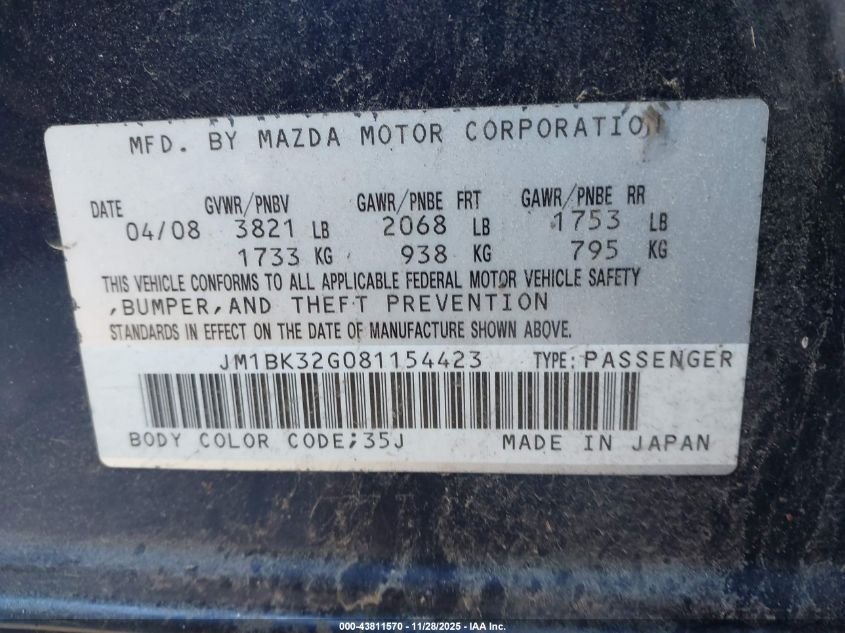 MFD. BY MAZDA MOTOR CORPORATION
DATE GVWR/PNBV GAWR/PNBE FRT GAWR/PNBE RR
04/08 3821 LB 2068 LB 1753 LB
1733 KG 938 KG 795 KG
THIS VEHICLE CONFORMS TO ALL APPLICABLE FEDERAL MOTOR VEHICLE SAFETY
,BUMPER,AND THEFT PREVENTION
STANDARDS IN EFFECT ON THE DATE OF MANUFACTURE SHOWN ABOVE.
JM1BK32G081154423 TYPE: PASSENGER
BODY COLOR CODE;35J MADE IN JAPAN
000-43811570 - 11/28/2025 - IAA Inc.